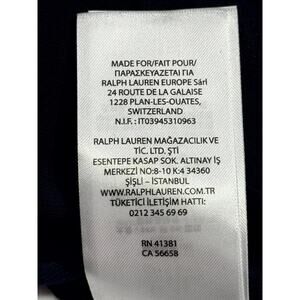 MADE FOR/FAIT POUR/
ΠΑΡΑΣΚΕΥΑΖΕΤΑΙ ΓΙΑ
RALPH LAUREN EUROPE Sàrl
24 ROUTE DE LA GALAISE
1228 PLAN-LES-OUATES,
SWITZERLAND
N.I.F. : IT03945310963
RALPH LAUREN MAĞAZACILIK VE
TİC. LTD. ŞTİ
ESENTEPE KASAP SOK. ALTINAY İŞ
MERKEZİ NO:8-10 K:4 34360
ŞİŞLİ - İSTANBUL
WWW.RALPHLAUREN.COM.TR
TÜKETİCİ İLETİŞİM HATTI:
0212 345 69 69
RN 41381
CA 56658